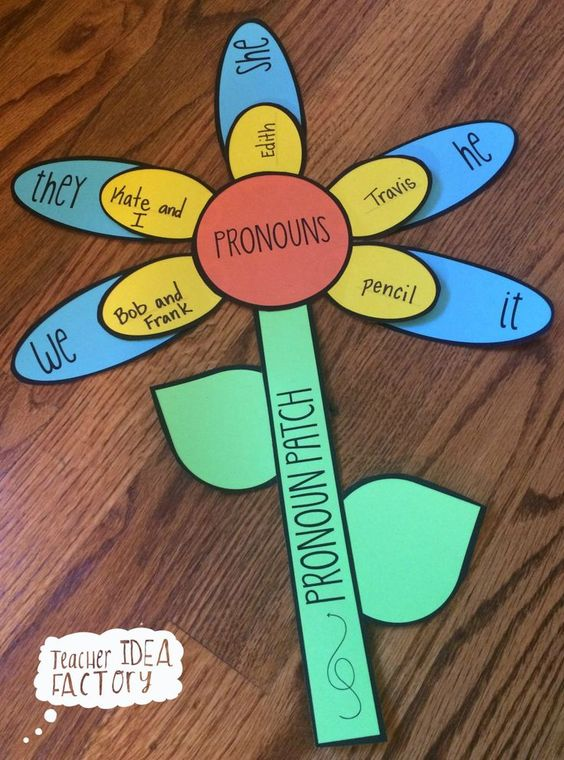 she
Edith
he
Travis
they
Kate and
I
PRONOUNS
pencil
it
Bob and
Frank
we
PRONOUN PATCH
Teacher IDEA
FACTORY